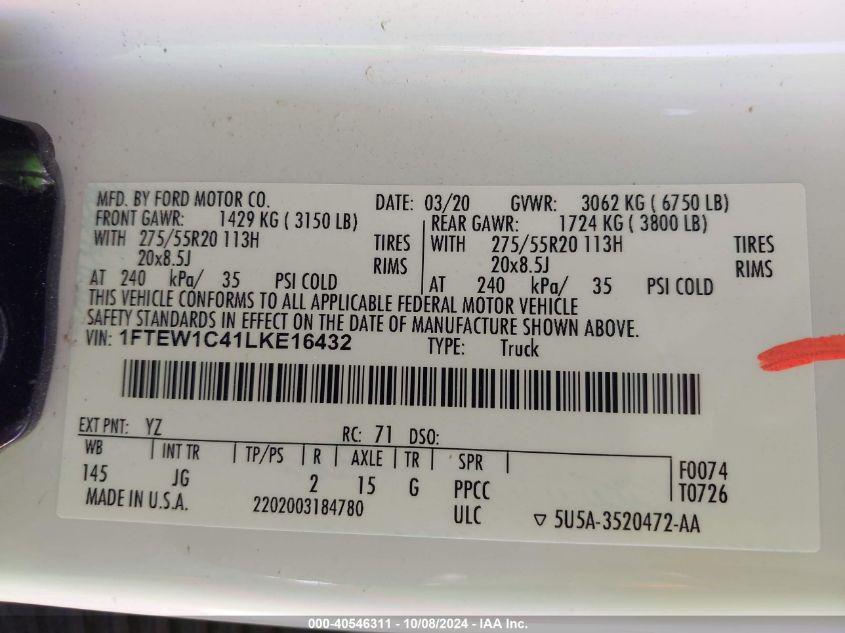 MFD. BY FORD MOTOR CO. DATE: 03/20 GVWR: 3062 KG ( 6750 LB)
FRONT GAWR: 1429 KG ( 3150 LB) REAR GAWR: 1724 KG ( 3800 LB)
WITH 275/55R20 113H TIRES WITH 275/55R20 113H TIRES
20x8.5J RIMS 20x8.5J RIMS
AT 240 kPa/ 35 PSI COLD AT 240 kPa/ 35 PSI COLD
THIS VEHICLE CONFORMS TO ALL APPLICABLE FEDERAL MOTOR VEHICLE
SAFETY STANDARDS IN EFFECT ON THE DATE OF MANUFACTURE SHOWN ABOVE.
VIN: 1FTEW1C41LKE16432 TYPE: Truck
EXT PNT: YZ RC: 71 DSO:
WB INT TR TP/PS R AXLE TR SPR F0074
145 JG 2 15 G PPCC T0726
MADE IN U.S.A. 2202003184780 ULC ▽ 5U5A-3520472-AA
000-40546311 - 10/08/2024 - IAA Inc.